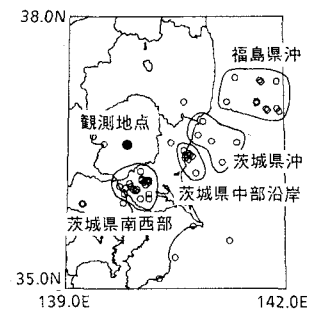 38.0N
福島県沖
観測地点
茨城県沖
茨城県中部沿岸
茨城県南西部
35.0N
139.0E
142.0E